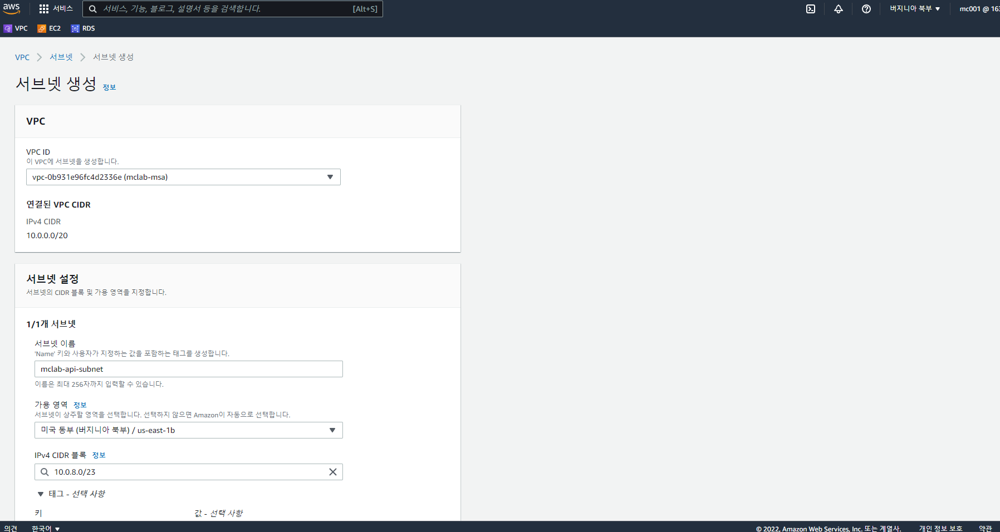 aws 서비스 서비스, 기능, 블로그, 설명서 등을 검색합니다. [Alt+S] 버지니아 북부 ▼ mc001 @ 163
VPC EC2 RDS
VPC > 서브넷 > 서브넷 생성
서브넷 생성 정보
VPC
VPC ID
이 VPC에 서브넷을 생성합니다.
vpc-0b931e96fc4d2336e (mclab-msa)
연결된 VPC CIDR
IPv4 CIDR
10.0.0.0/20
서브넷 설정
서브넷의 CIDR 블록 및 가용 영역을 지정합니다.
1/1개 서브넷
서브넷 이름
'Name' 키와 사용자가 지정하는 값을 포함하는 태그를 생성합니다.
mclab-api-subnet
이름은 최대 256자까지 입력할 수 있습니다.
가용 영역 정보
서브넷이 상주할 영역을 선택합니다. 선택하지 않으면 Amazon이 자동으로 선택합니다.
미국 동부 (버지니아 북부) / us-east-1b
IPv4 CIDR 블록 정보
10.0.8.0/23
▼ 태그 - 선택 사항
키 값 - 선택 사항
의견 한국어 ▼ © 2022, Amazon Web Services, Inc. 또는 계열사. 개인 정보 보호 약관